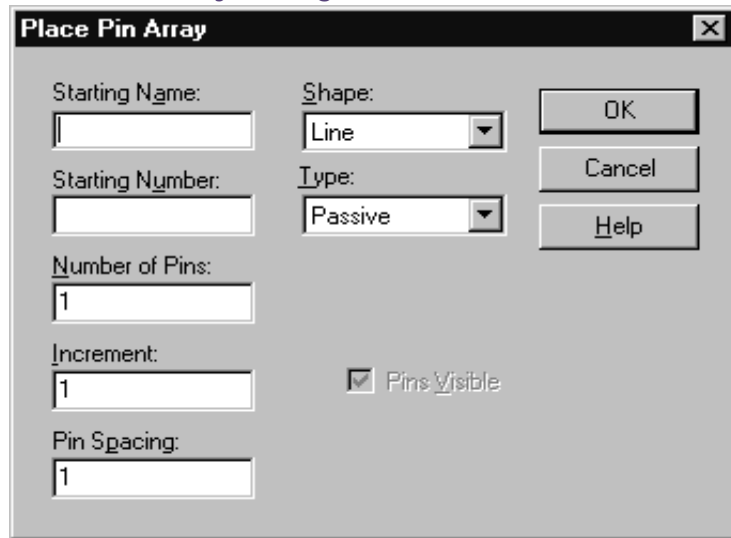 Place Pin Array
Starting Name:
Shape:
Line
OK
Starting Number:
Type:
Passive
Cancel
Help
Number of Pins:
1
Increment:
1
Pins Visible
Pin Spacing:
1